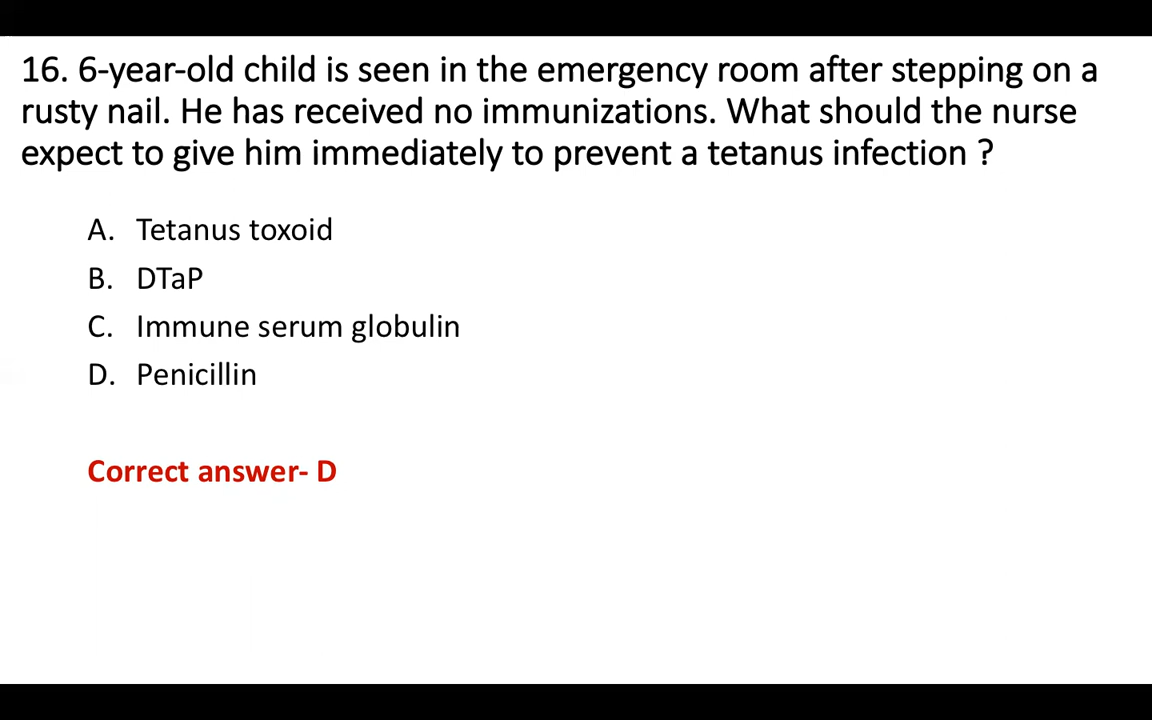 16. 6-year-old child is seen in the emergency room after stepping on a
rusty nail. He has received no immunizations. What should the nurse
expect to give him immediately to prevent a tetanus infection ?
A. Tetanus toxoid
B. DTaP
C. Immune serum globulin
D. Penicillin
Correct answer- D